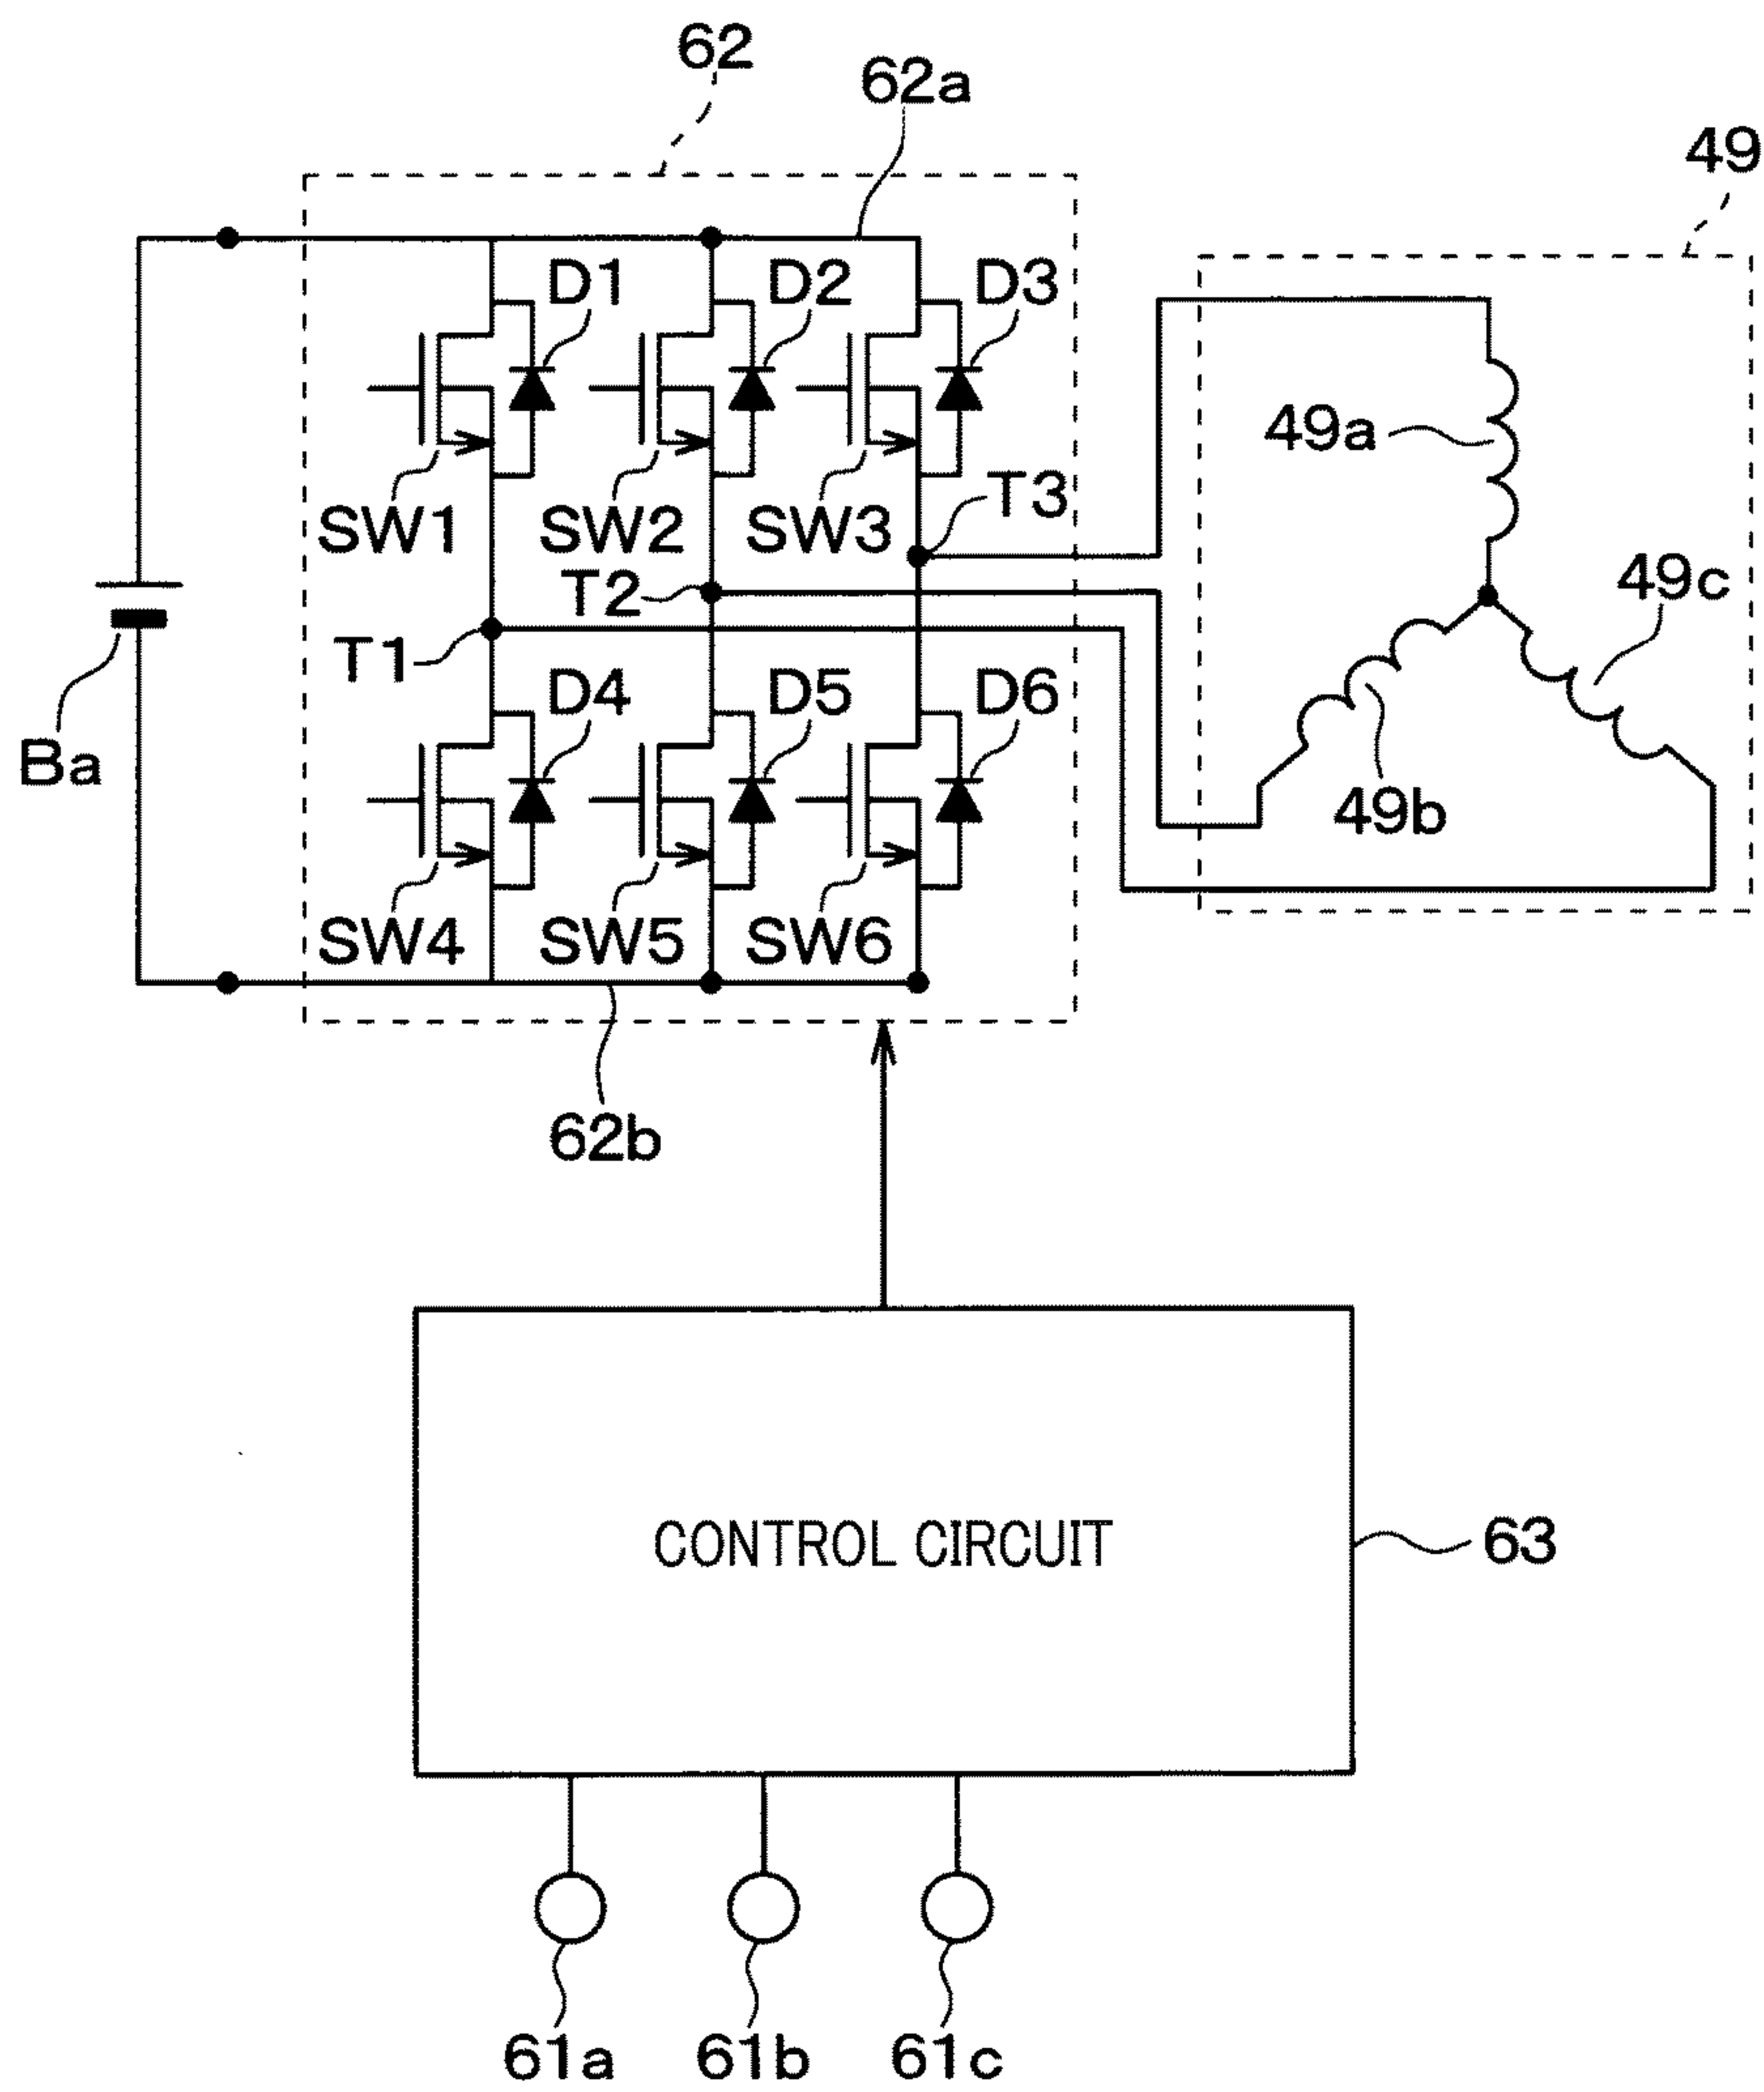 62
62a
49
D1
D2
D3
49a
SW1
SW2
SW3
T3
T2
49c
T1
Ba
D4
D5
D6
49b
SW4
SW5
SW6
62b
CONTROL CIRCUIT
63
61a
61b
61c